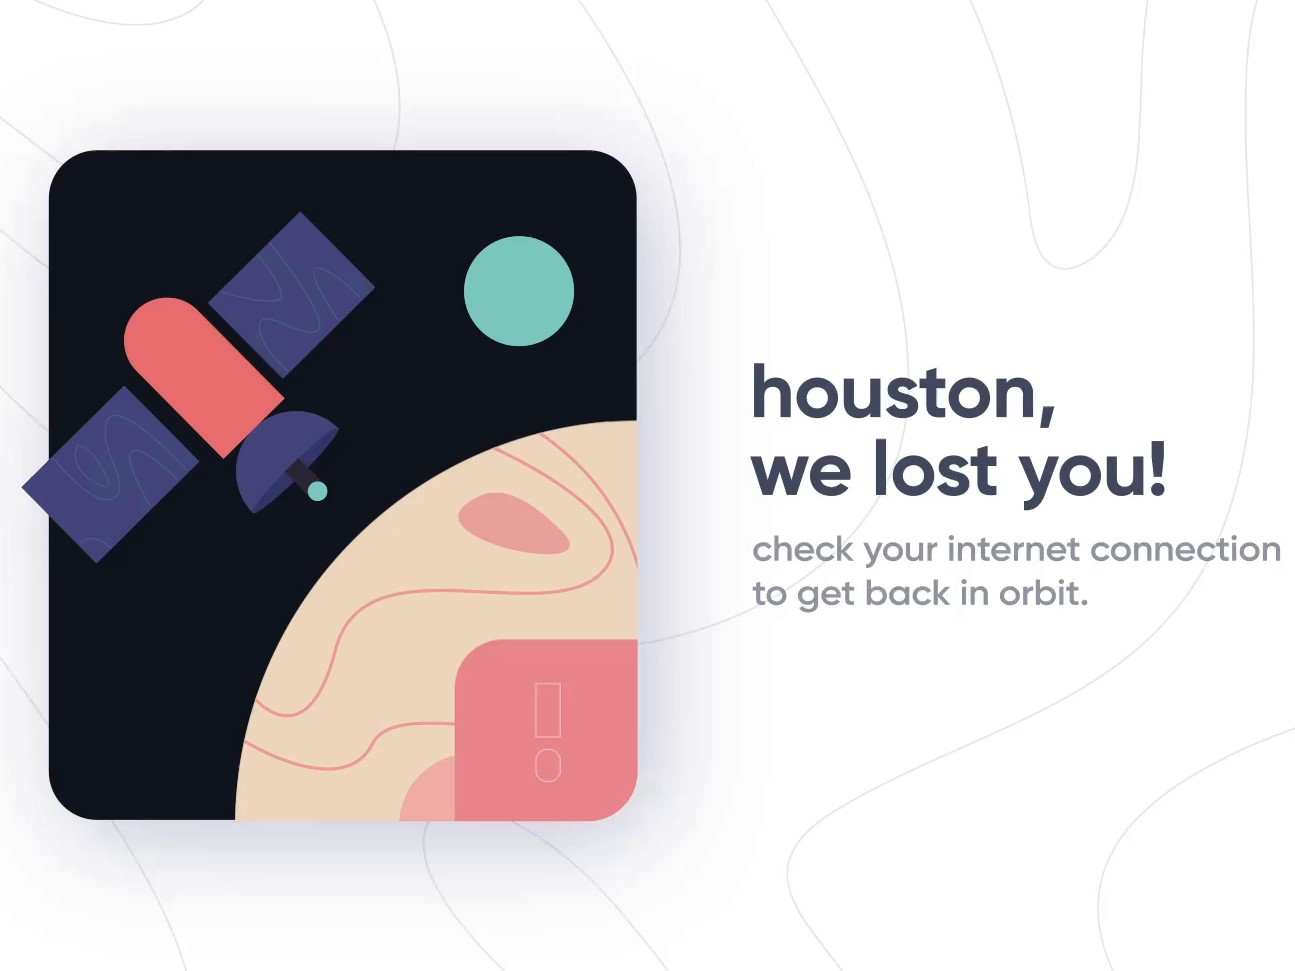 houston,
we lost you!
check your internet connection
to get back in orbit.